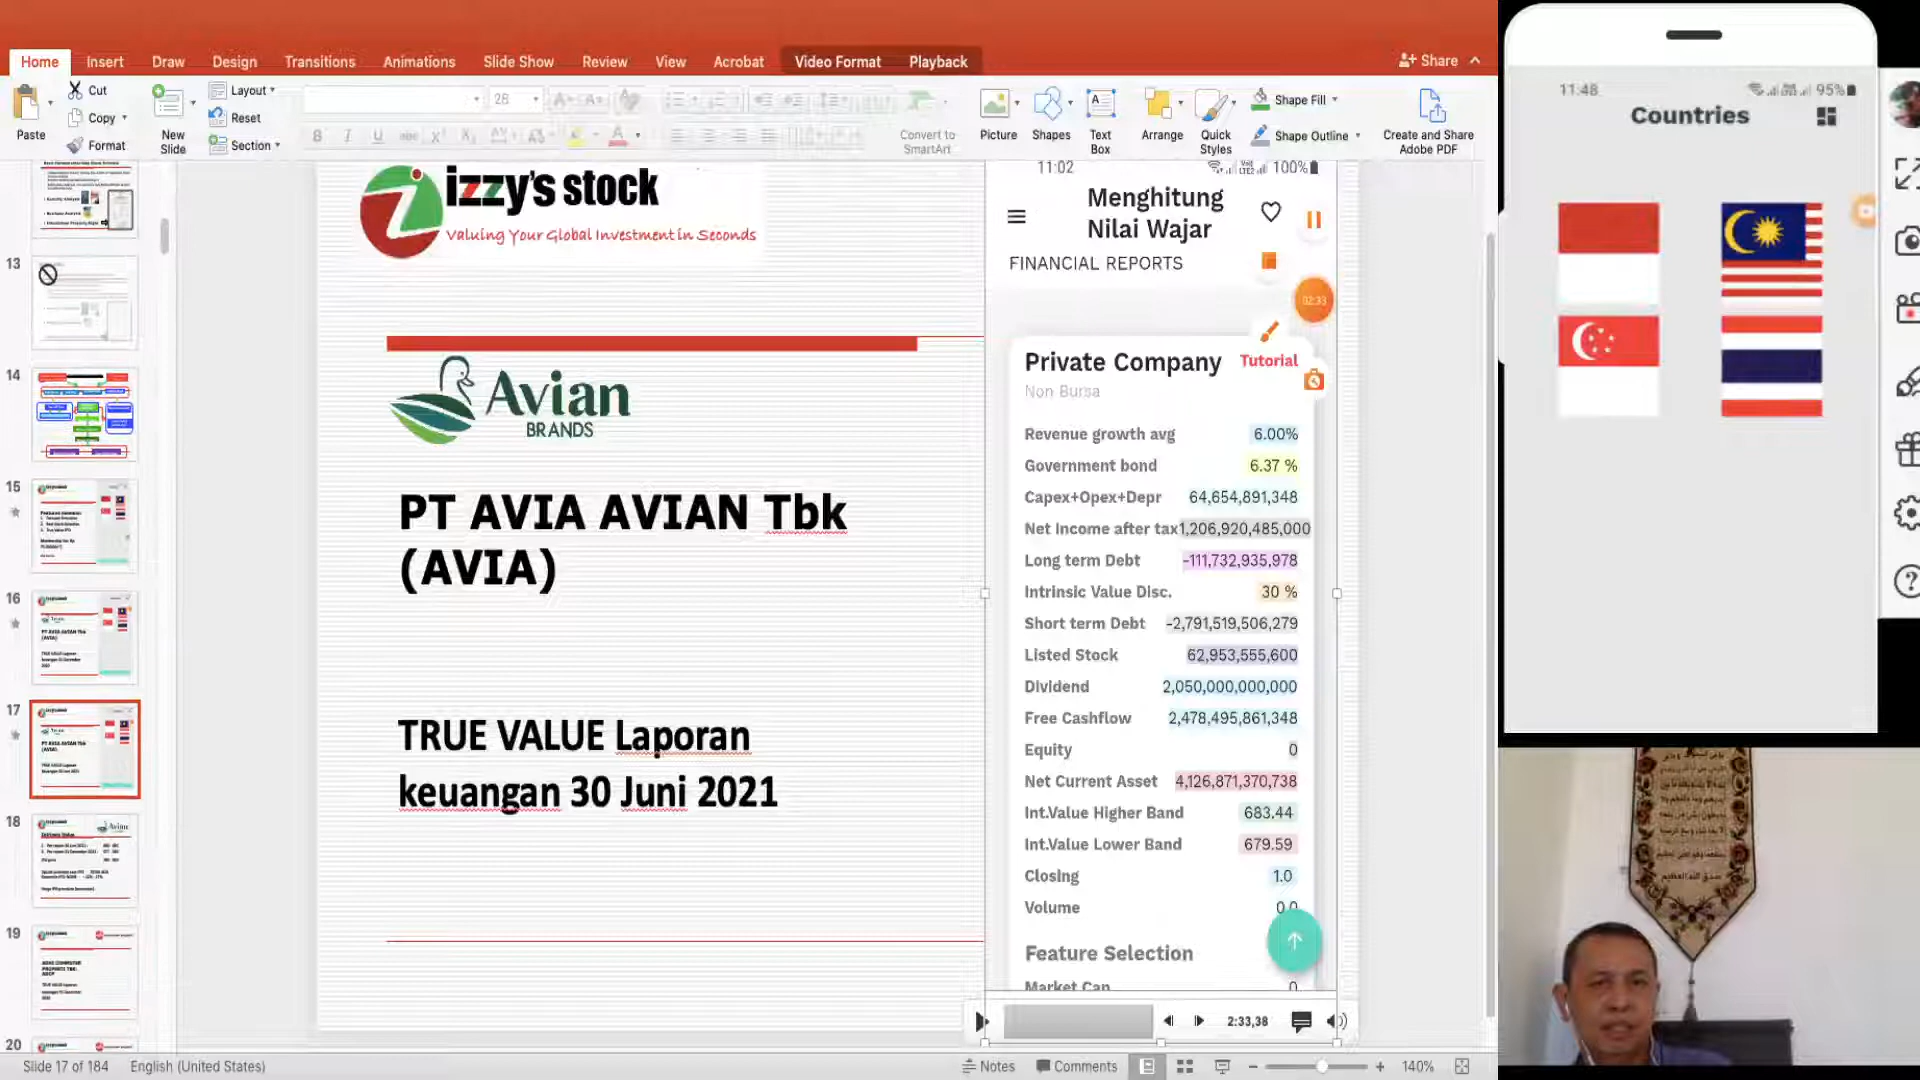 Home Insert Draw Design Transitions Animations Slide Show Review View Acrobat Video Format Playback Share
Paste
Cut
Copy
Format
New Slide
Layout
Reset
Section
28
Convert to SmartArt
Picture
Shapes
Text Box
Arrange
Quick Styles
Shape Fill
Shape Outline
Create and Share Adobe PDF
13
14
15
16
17
18
19
20
izzy's stock
Valuing Your Global Investment in Seconds
Avian
BRANDS
PT AVIA AVIAN Tbk
(AVIA)
TRUE VALUE Laporan
keuangan 30 Juni 2021
11:02 100%
Menghitung
Nilai Wajar
FINANCIAL REPORTS
02:33
Private Company Tutorial
Non Bursa
Revenue growth avg 6.00%
Government bond 6.37 %
Capex+Opex+Depr 64,654,891,348
Net Income after tax 1,206,920,485,000
Long term Debt -111,732,935,978
Intrinsic Value Disc. 30 %
Short term Debt -2,791,519,506,279
Listed Stock 62,953,555,600
Dividend 2,050,000,000,000
Free Cashflow 2,478,495,861,348
Equity 0
Net Current Asset 4,126,871,370,738
Int.Value Higher Band 683.44
Int.Value Lower Band 679.59
Closing 1.0
Volume 0.0
Feature Selection
Market Cap 0
2:33,38
11:48 95%
Countries
Slide 17 of 184 English (United States) Notes Comments 140%